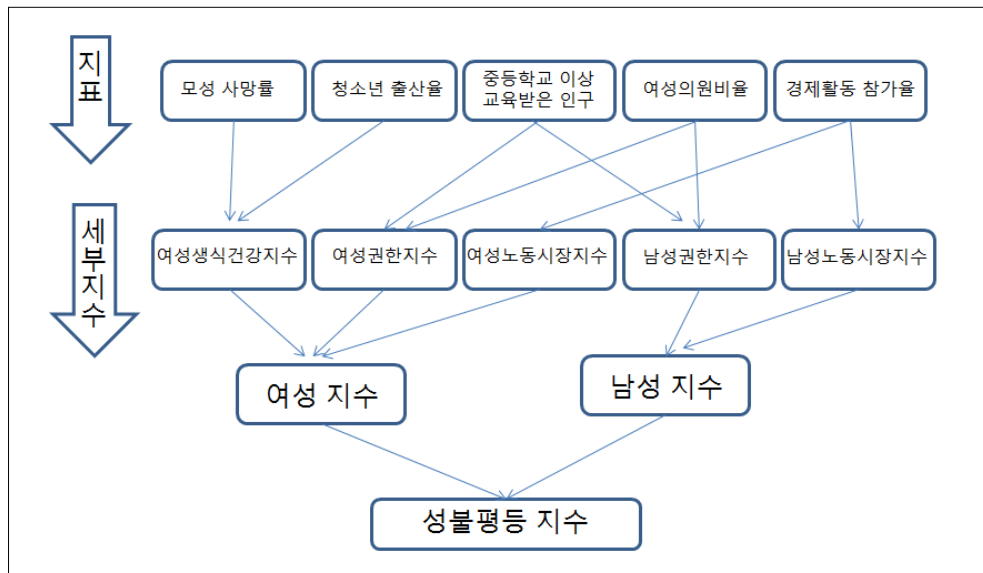 지표
모성 사망률
청소년 출산율
중등학교 이상
교육받은 인구
여성의원비율
경제활동 참가율
세부지수
여성생식건강지수
여성권한지수
여성노동시장지수
남성권한지수
남성노동시장지수
여성 지수
남성 지수
성불평등 지수